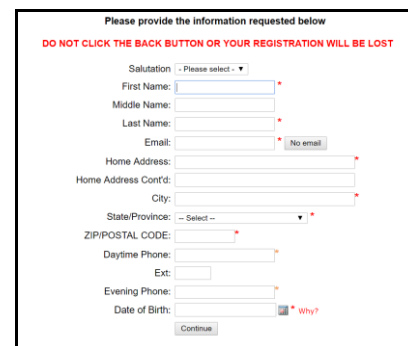 Please provide the information requested below
DO NOT CLICK THE BACK BUTTON OR YOUR REGISTRATION WILL BE LOST
Salutation - Please select - ▼
First Name: *
Middle Name:
Last Name: *
Email: * No email
Home Address: *
Home Address Cont'd:
City: *
State/Province: -- Select -- ▼ *
ZIP/POSTAL CODE: *
Daytime Phone: *
Ext:
Evening Phone: *
Date of Birth: * Why?
Continue